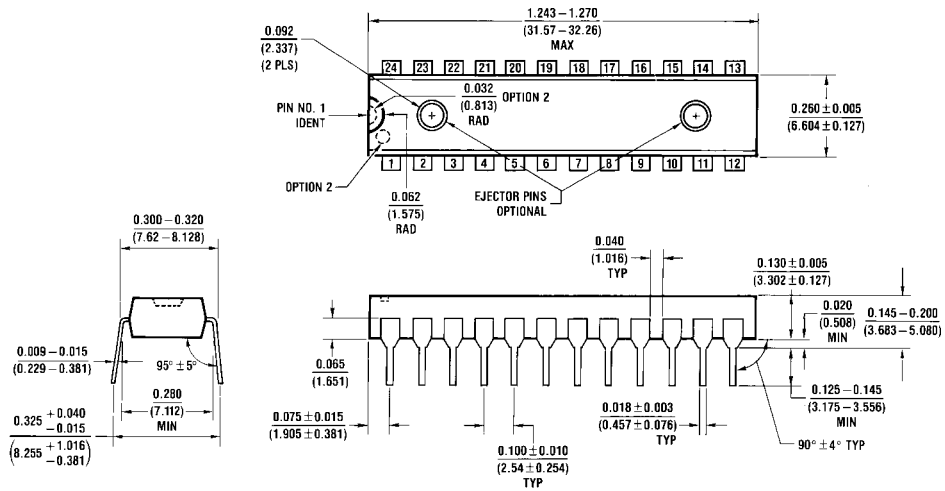 1.243–1.270
(31.57–32.26)
MAX
0.092
(2.337)
(2 PLS)
24 23 22 21 20 19 18 17 16 15 14 13
0.032
(0.813)
RAD
OPTION 2
PIN NO. 1
IDENT
0.260±0.005
(6.604±0.127)
1 2 3 4 5 6 7 8 9 10 11 12
OPTION 2
0.062
(1.575)
RAD
EJECTOR PINS
OPTIONAL
0.300–0.320
(7.62–8.128)
0.040
(1.016)
TYP
0.130±0.005
(3.302±0.127)
0.020
(0.508)
MIN
0.145–0.200
(3.683–5.080)
0.009–0.015
(0.229–0.381)
95° ±5°
0.280
(7.112)
MIN
0.065
(1.651)
0.325 +0.040
−0.015
(8.255 +1.016
−0.381)
0.075±0.015
(1.905±0.381)
0.100±0.010
(2.54±0.254)
TYP
0.018±0.003
(0.457±0.076)
TYP
0.125–0.145
(3.175–3.556)
MIN
90° ±4° TYP